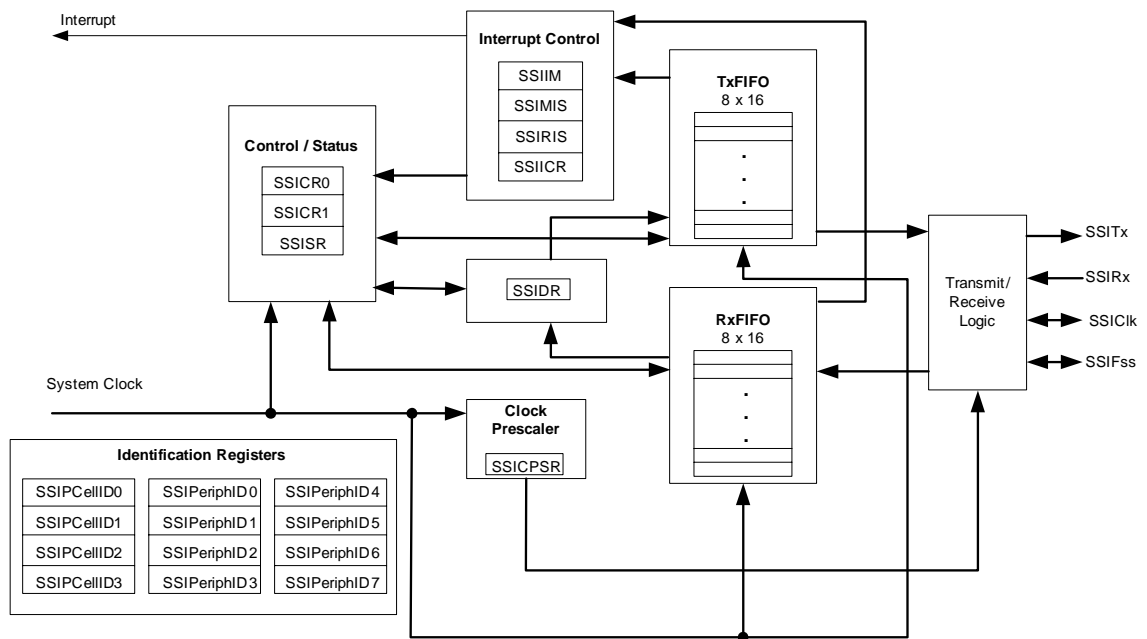 Interrupt
Interrupt Control
SSIIM
SSIMIS
SSIRIS
SSIICR
TxFIFO
8 x 16
Control / Status
SSICR0
SSICR1
SSISR
SSIDR
RxFIFO
8 x 16
Transmit/
Receive
Logic
SSITx
SSIRx
SSIClk
SSIFss
System Clock
Clock
Prescaler
SSICPSR
Identification Registers
SSIPCellID0
SSIPeriphID0
SSIPeriphID4
SSIPCellID1
SSIPeriphID1
SSIPeriphID5
SSIPCellID2
SSIPeriphID2
SSIPeriphID6
SSIPCellID3
SSIPeriphID3
SSIPeriphID7